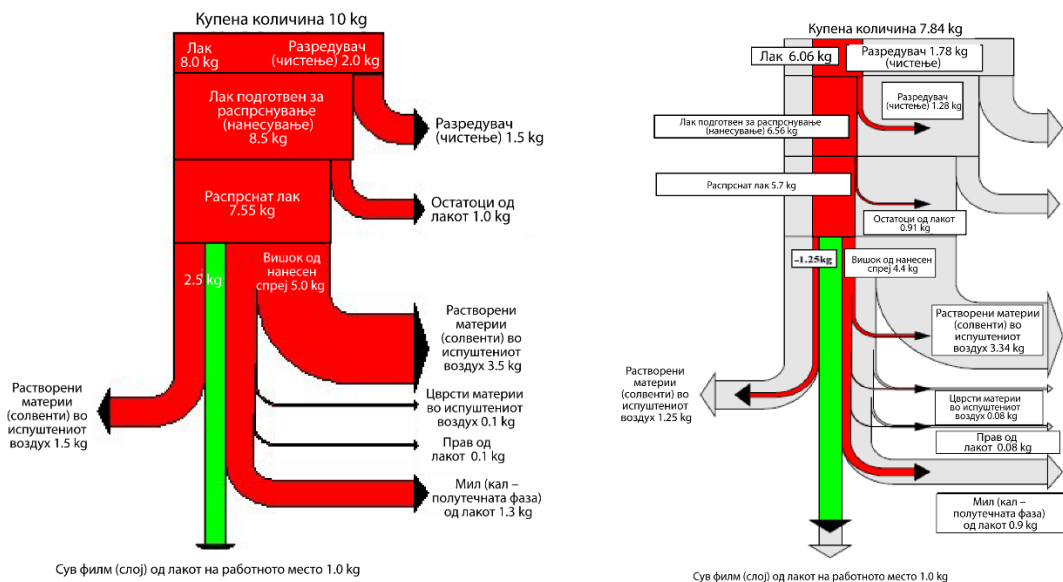 Купена количина 10 kg
Лак
8.0 kg
Разредувач
(чистење) 2.0 kg
Лак подготвен за
распрснување
(нанесување)
8.5 kg
Разредувач
(чистење) 1.5 kg
Распрснат лак
7.55 kg
Остатоци од
лакот 1.0 kg
2.5 kg
Вишок од
нанесен
спреј 5.0 kg
Растворени
материи
(солвенти) во
испуштениот
воздух 3.5 kg
Растворени
материи
(солвенти) во
испуштениот
воздух 1.5 kg
Цврсти материи
во испуштениот
воздух 0.1 kg
Прав од
лакот 0.1 kg
Мил (кал –
полутечната фаза)
од лакот 1.3 kg
Сув филм (слој) од лакот на работното место 1.0 kg
Купена количина 7.84 kg
Лак 6.06 kg
Разредувач 1.78 kg
(чистење)
Разредувач
(чистење) 1.28 kg
Лак подготвен за распрснување
(нанесување) 6.56 kg
Распрснат лак 5.7 kg
Остатоци од лакот
0.91 kg
-1.25kg
Вишок од нанесен
спреј 4.4 kg
Растворени материи
(солвенти) во
испуштениот
воздух 3.34 kg
Растворени
материи
(солвенти) во
испуштениот
воздух 1.25 kg
Цврсти материи
во испуштениот
воздух 0.08 kg
Прав од
лакот 0.08 kg
Мил (кал –
полутечната фаза)
од лакот 0.9 kg
Сув филм (слој) од лакот на работното место 1.0 kg